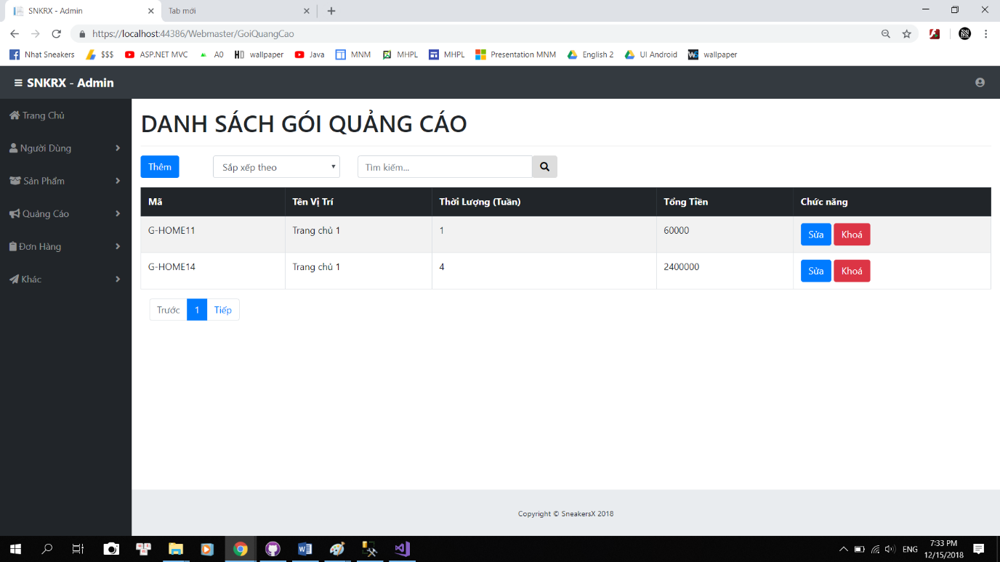 SNKRX - Admin
Tab mới
https://localhost:44386/Webmaster/GoiQuangCao
Nhat Sneakers
$$$
ASP.NET MVC
A0
HD wallpaper
Java
MNM
MHPL
MHPL
Presentation MNM
English 2
UI Android
wallpaper
SNKRX - Admin
Trang Chủ
Người Dùng
Sản Phẩm
Quảng Cáo
Đơn Hàng
Khác
DANH SÁCH GÓI QUẢNG CÁO
Thêm
Sắp xếp theo
Tìm kiếm...
Mã Tên Vị Trí Thời Lượng (Tuần) Tổng Tiền Chức năng
G-HOME11 Trang chủ 1 1 60000 Sửa Khoá
G-HOME14 Trang chủ 1 4 2400000 Sửa Khoá
Trước 1 Tiếp
Copyright © SneakersX 2018
ENG
7:33 PM
12/15/2018